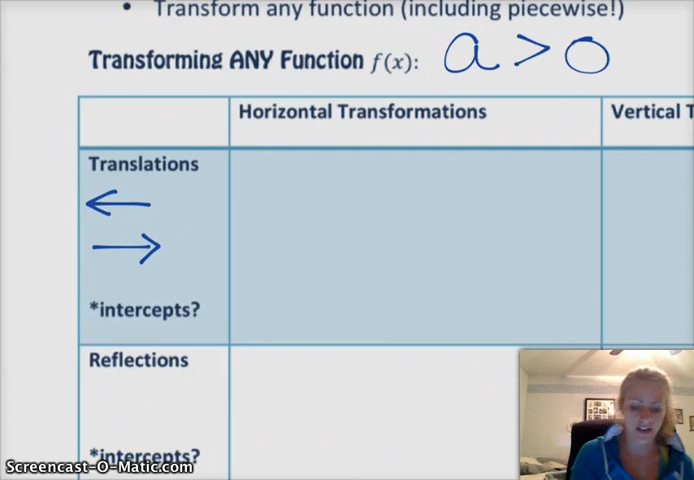 • Transform any function (including piecewise!)
Transforming ANY Function f(x): a > 0
Horizontal Transformations Vertical T
Translations
*intercepts?
Reflections
*intercepts?
Screencast-O-Matic.com